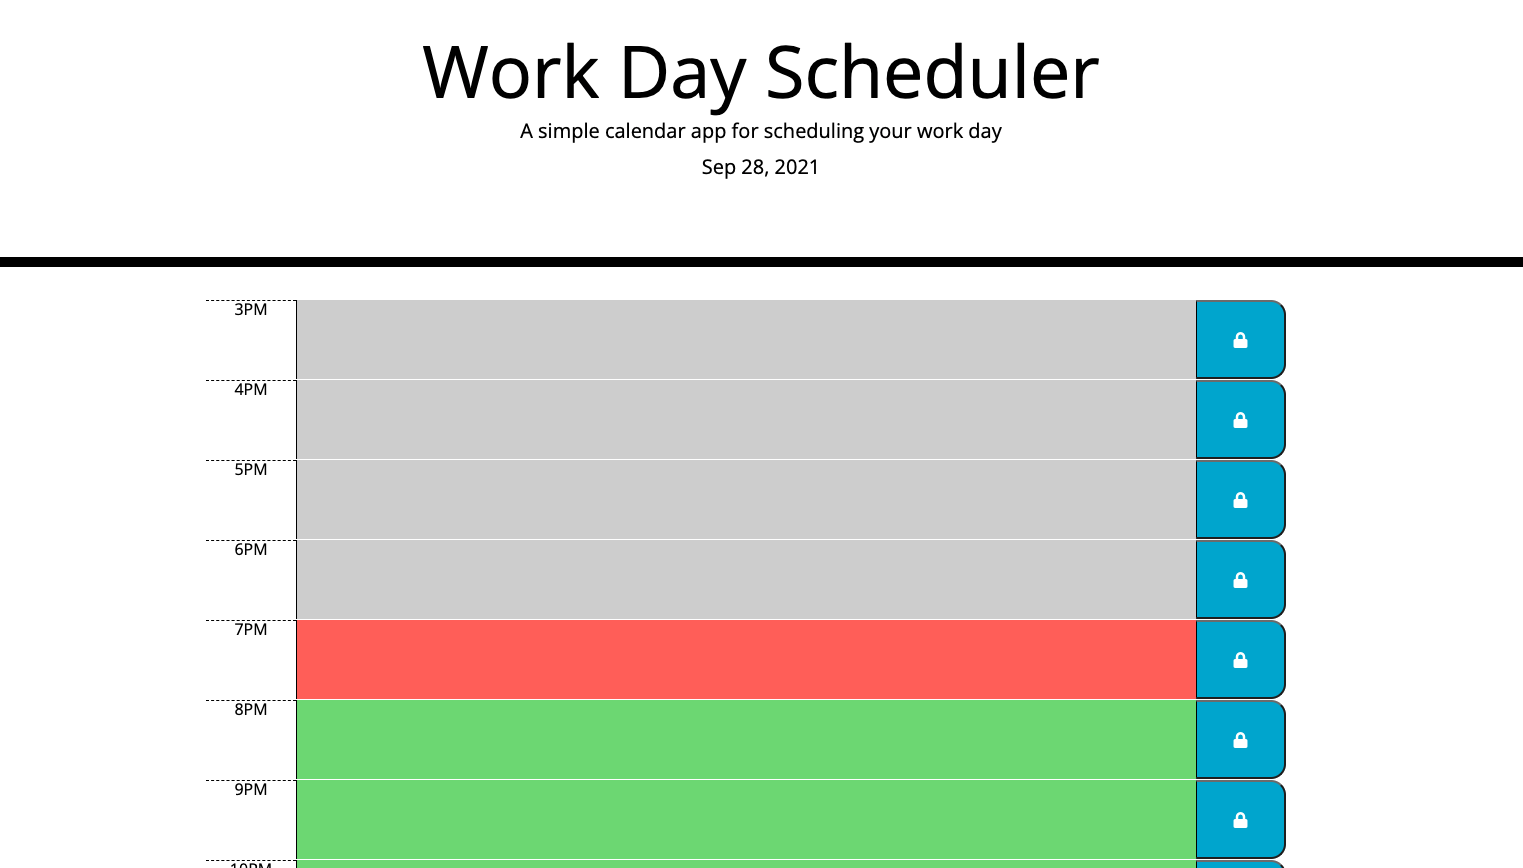 Work Day Scheduler
A simple calendar app for scheduling your work day
Sep 28, 2021
3PM
4PM
5PM
6PM
7PM
8PM
9PM
10PM